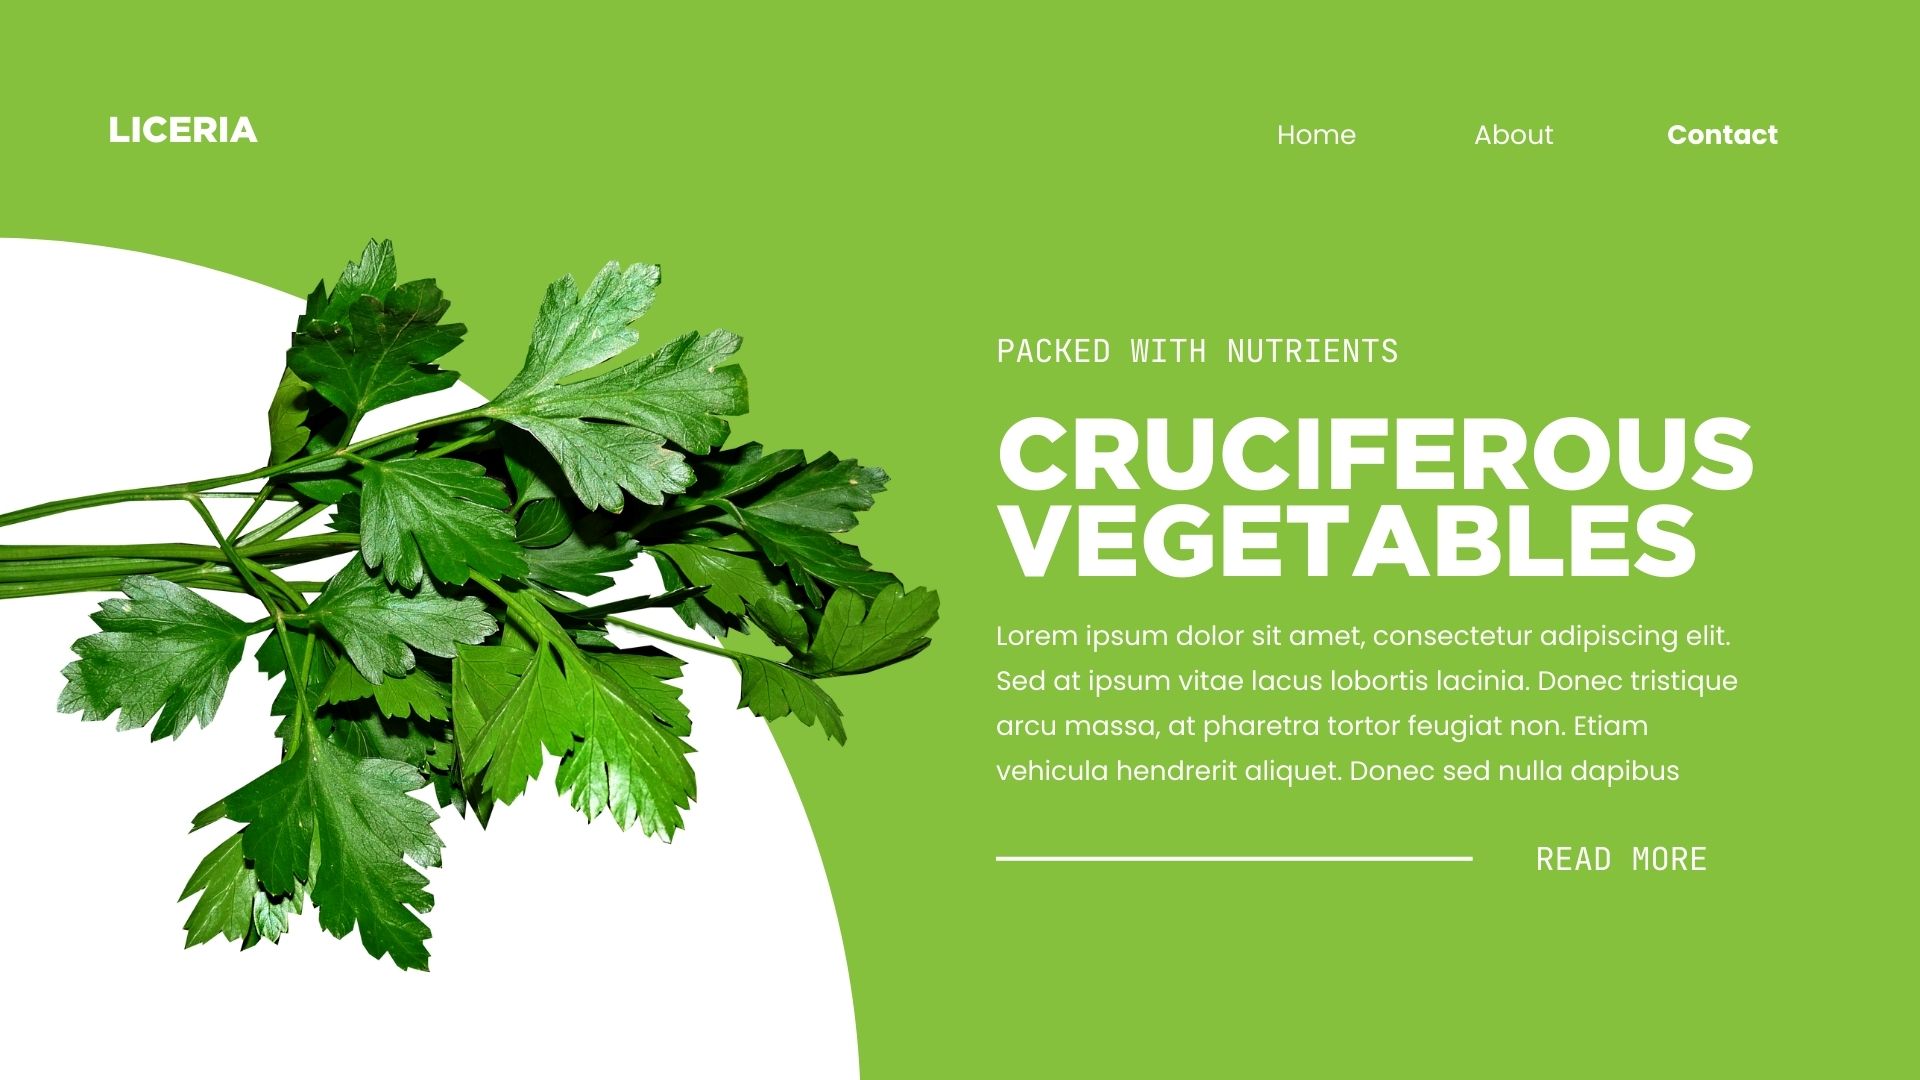 LICERIA
Home
About
Contact
PACKED WITH NUTRIENTS
CRUCIFEROUS
VEGETABLES
Lorem ipsum dolor sit amet, consectetur adipiscing elit.
Sed at ipsum vitae lacus lobortis lacinia. Donec tristique
arcu massa, at pharetra tortor feugiat non. Etiam
vehicula hendrerit aliquet. Donec sed nulla dapibus
READ MORE